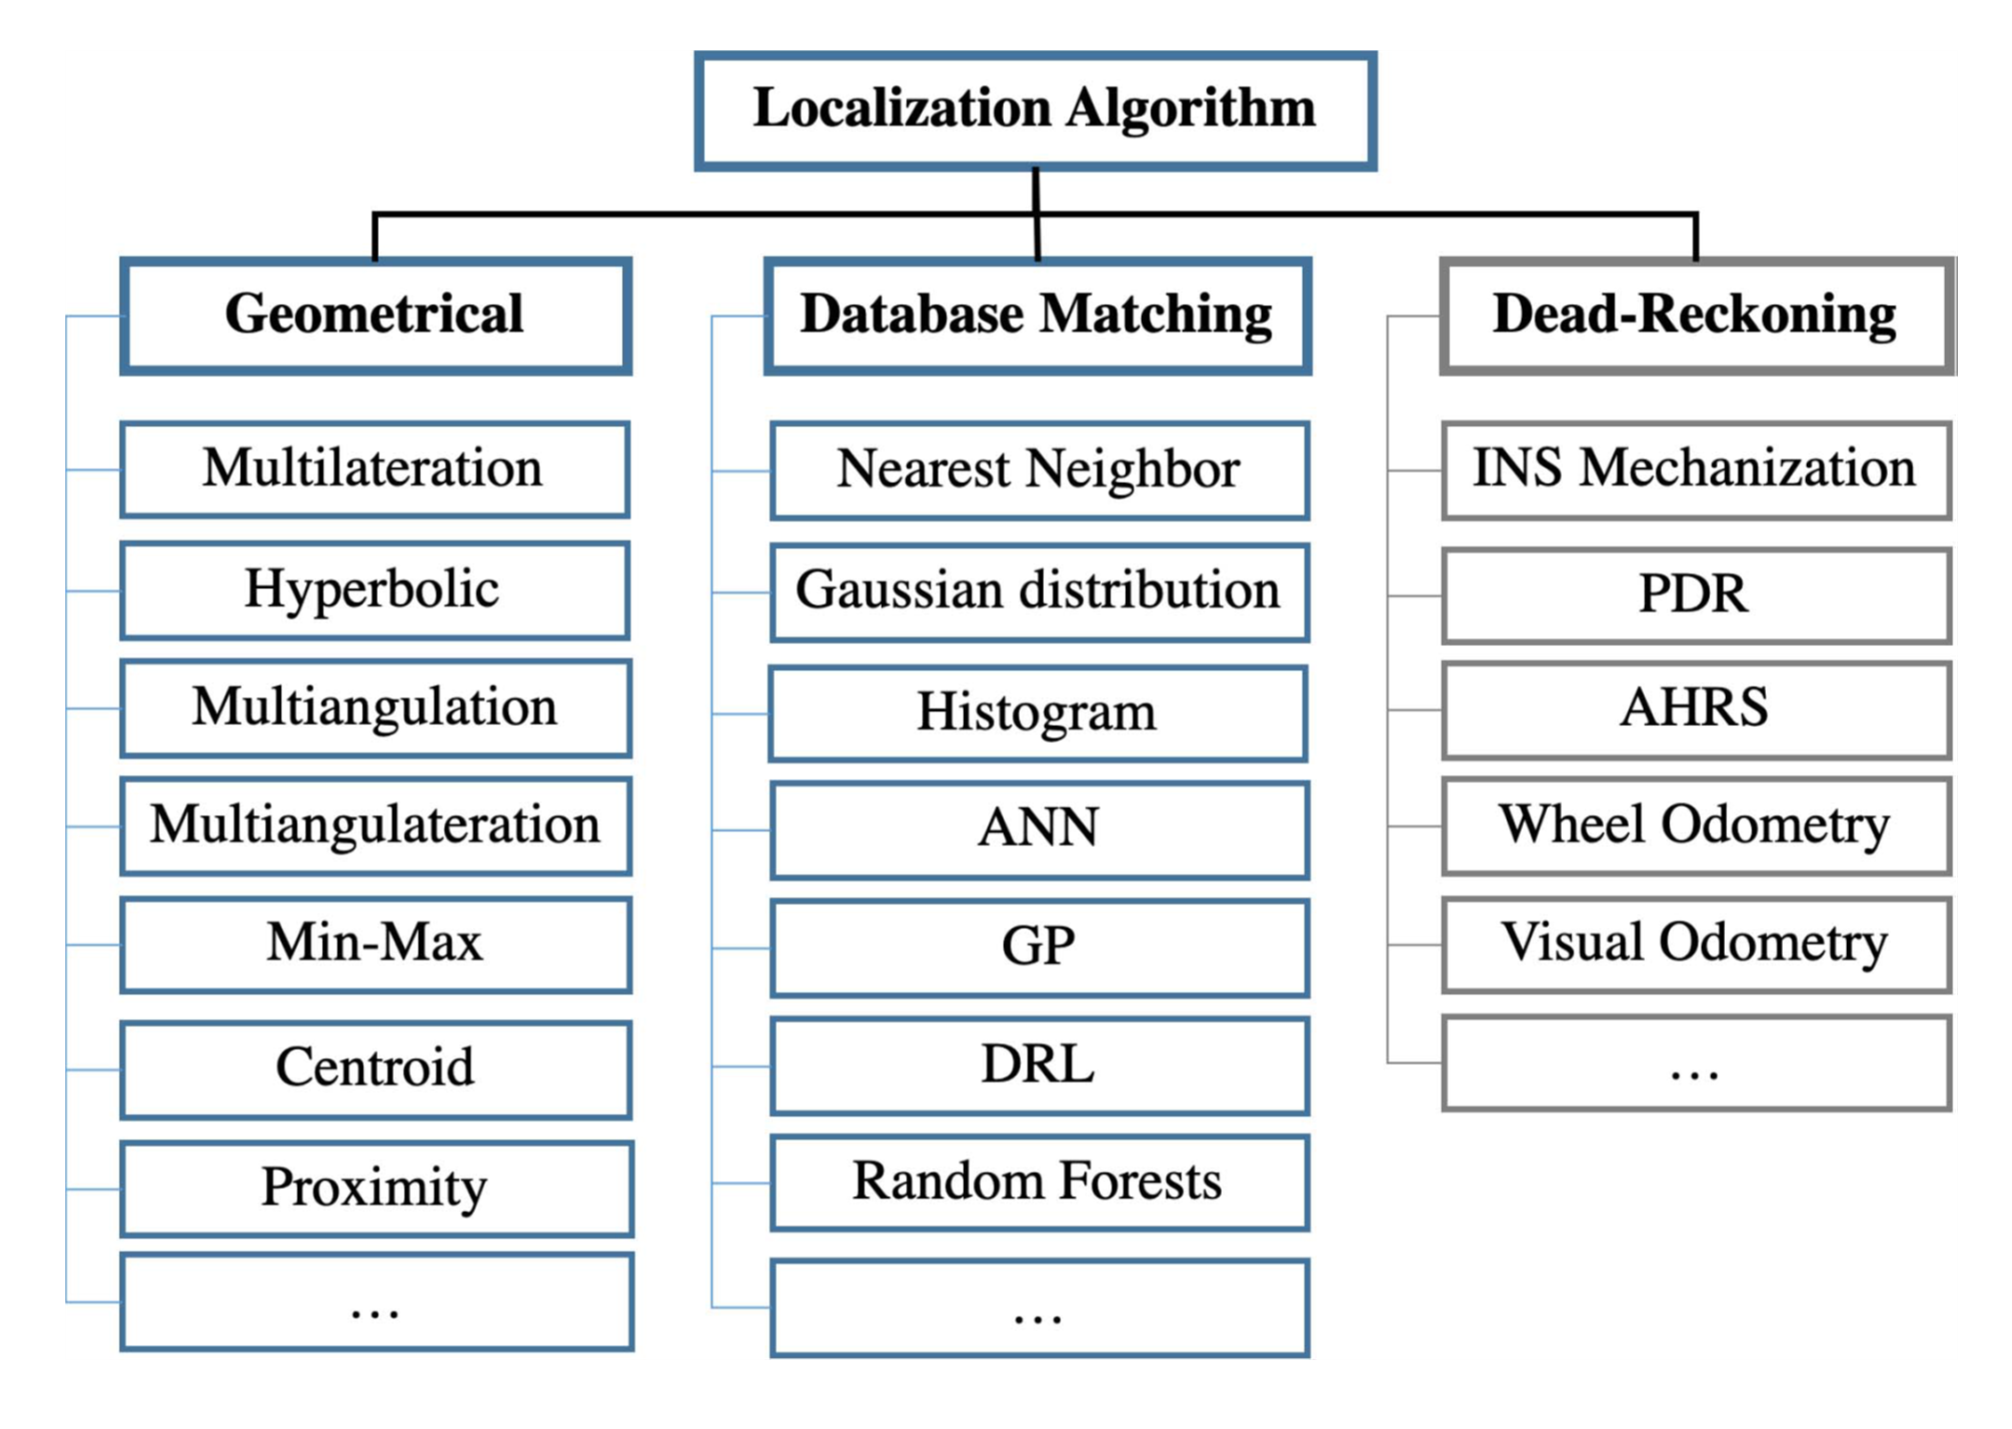 Localization Algorithm
Geometrical
Multilateration
Hyperbolic
Multiangulation
Multiangulateration
Min-Max
Centroid
Proximity
…
Database Matching
Nearest Neighbor
Gaussian distribution
Histogram
ANN
GP
DRL
Random Forests
…
Dead-Reckoning
INS Mechanization
PDR
AHRS
Wheel Odometry
Visual Odometry
…